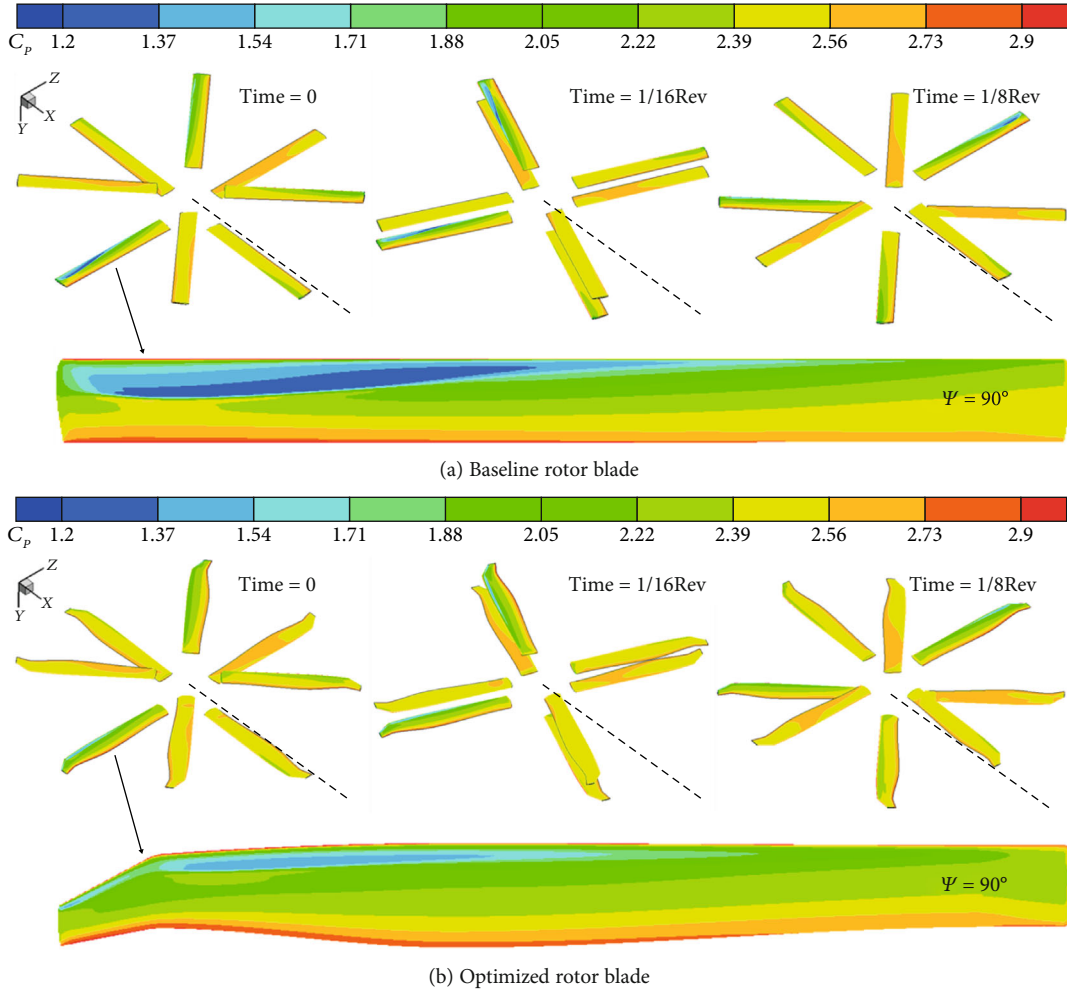 C_P 1.2 1.37 1.54 1.71 1.88 2.05 2.22 2.39 2.56 2.73 2.9
Z
X
Y
Time = 0
Time = 1/16Rev
Time = 1/8Rev
Ψ = 90°
(a) Baseline rotor blade
C_P 1.2 1.37 1.54 1.71 1.88 2.05 2.22 2.39 2.56 2.73 2.9
Z
X
Y
Time = 0
Time = 1/16Rev
Time = 1/8Rev
Ψ = 90°
(b) Optimized rotor blade